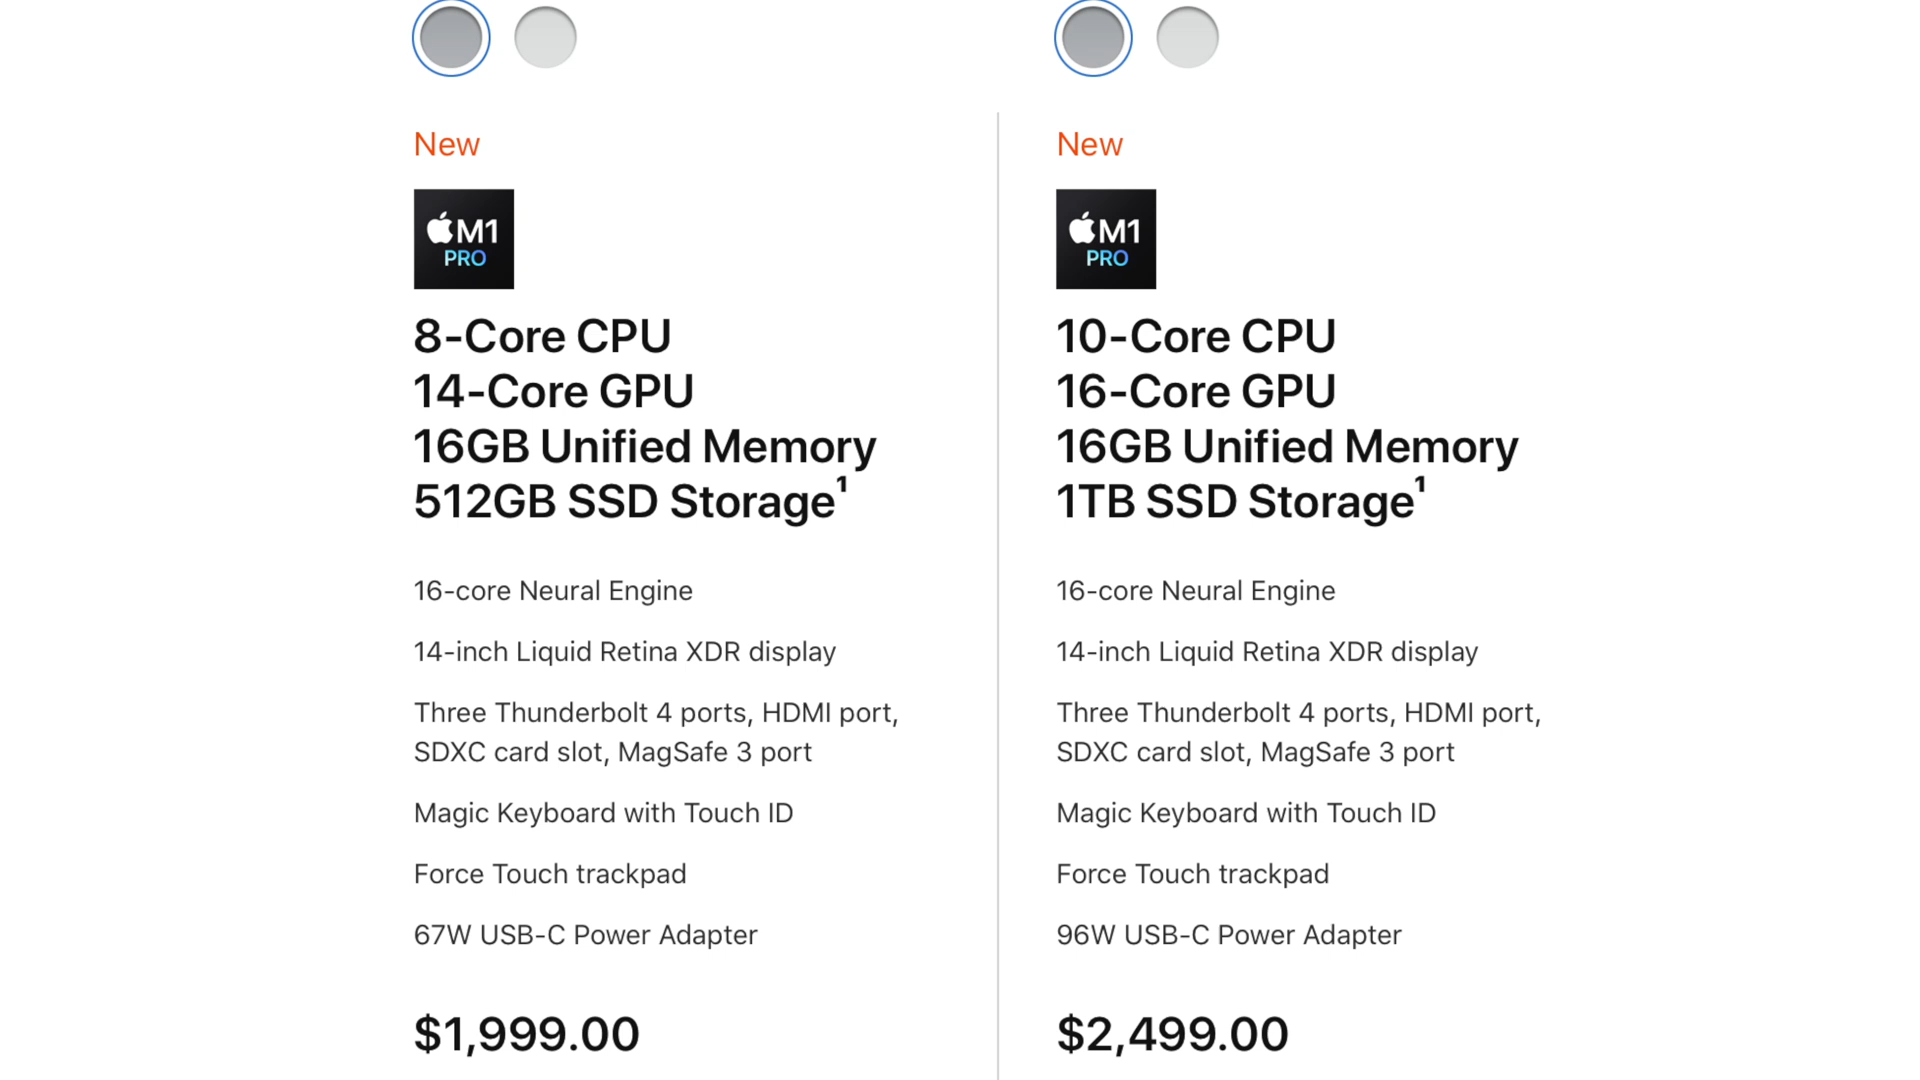 New
M1
PRO
8-Core CPU
14-Core GPU
16GB Unified Memory
512GB SSD Storage¹
16-core Neural Engine
14-inch Liquid Retina XDR display
Three Thunderbolt 4 ports, HDMI port,
SDXC card slot, MagSafe 3 port
Magic Keyboard with Touch ID
Force Touch trackpad
67W USB-C Power Adapter
$1,999.00
New
M1
PRO
10-Core CPU
16-Core GPU
16GB Unified Memory
1TB SSD Storage¹
16-core Neural Engine
14-inch Liquid Retina XDR display
Three Thunderbolt 4 ports, HDMI port,
SDXC card slot, MagSafe 3 port
Magic Keyboard with Touch ID
Force Touch trackpad
96W USB-C Power Adapter
$2,499.00